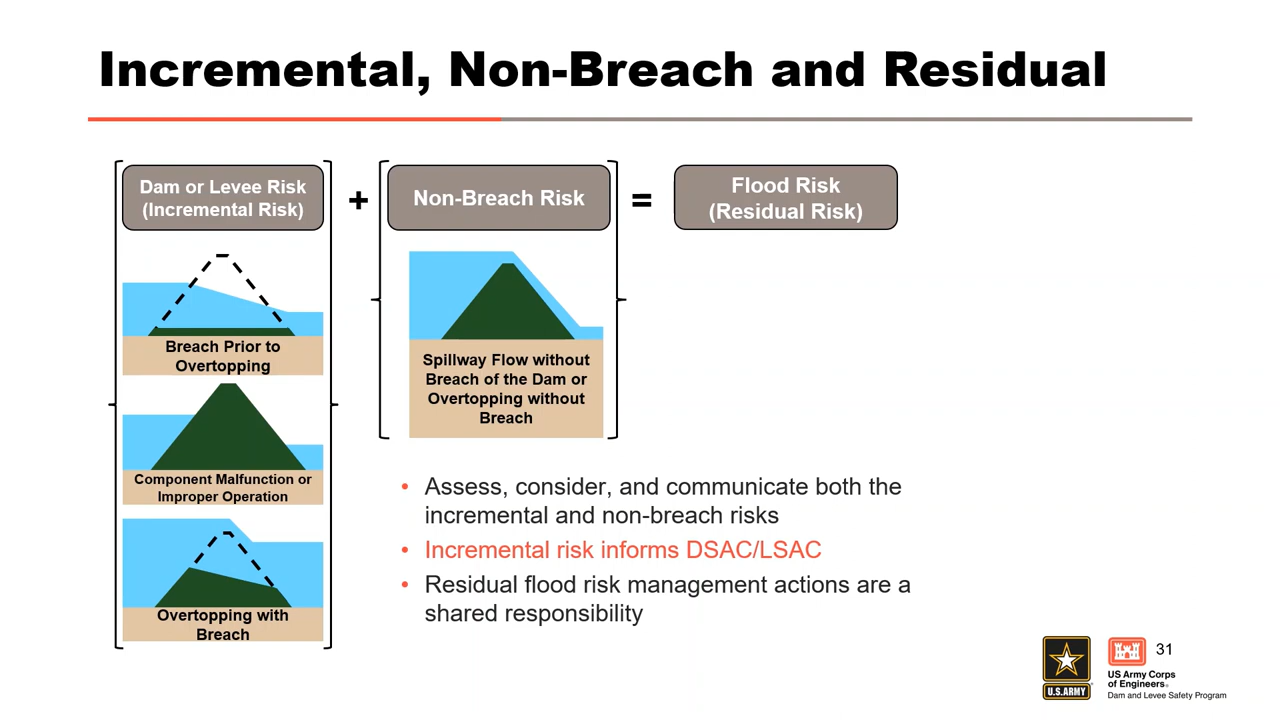 Incremental, Non-Breach and Residual
Dam or Levee Risk
(Incremental Risk)
+
Non-Breach Risk
=
Flood Risk
(Residual Risk)
Breach Prior to
Overtopping
Component Malfunction or
Improper Operation
Overtopping with
Breach
Spillway Flow without
Breach of the Dam or
Overtopping without
Breach
• Assess, consider, and communicate both the
incremental and non-breach risks
• Incremental risk informs DSAC/LSAC
• Residual flood risk management actions are a
shared responsibility
U.S.ARMY
US Army Corps
of Engineers®
Dam and Levee Safety Program
31